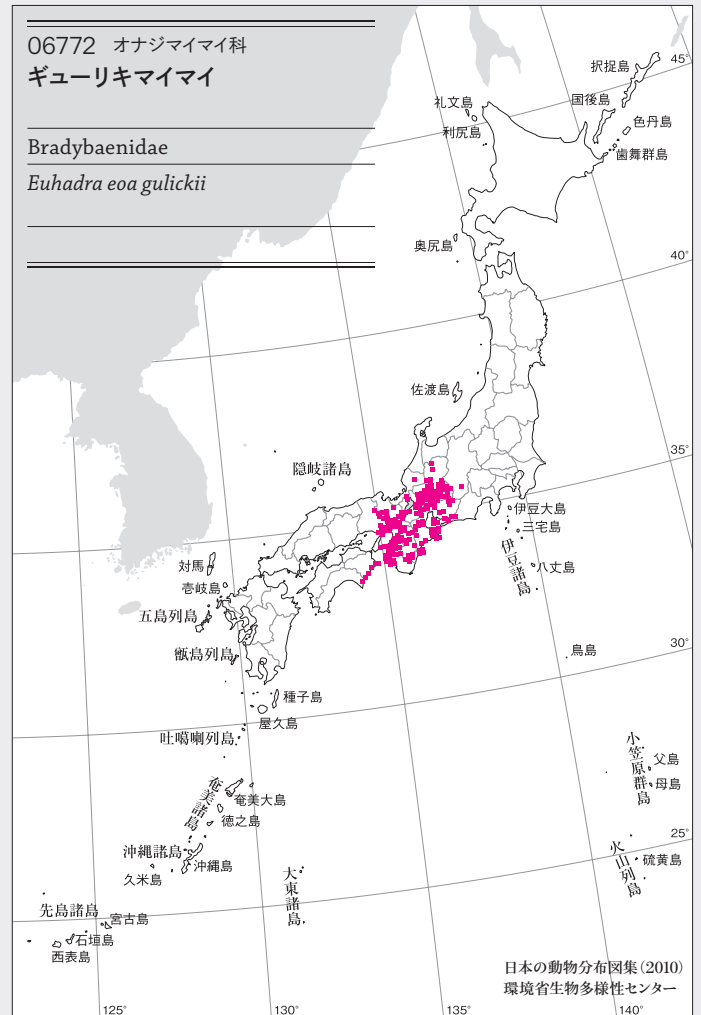 06772 オナジマイマイ科
ギューリキマイマイ
Bradybaenidae
Euhadra eoa gulickii
45°
択捉島
国後島
礼文島
色丹島
利尻島
歯舞群島
奥尻島
40°
佐渡島
35°
隠岐諸島
伊豆大島
三宅島
伊豆諸島
八丈島
対馬
壱岐島
五島列島
甑島列島
鳥島
30°
種子島
屋久島
吐噶喇列島
小笠原群島
父島
母島
奄美諸島
奄美大島
徳之島
25°
沖縄諸島
沖縄島
久米島
火山列島
硫黄島
大東諸島
先島諸島
宮古島
石垣島
西表島
日本の動物分布図集(2010)
環境省生物多様性センター
125°
130°
135°
140°